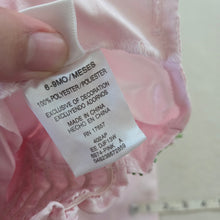 6-9MO/MESES
100% POLYESTER/POLIESTER
EXCLUSIVE OF DECORATION
EXCLUYENDO ADORNOS
MADE IN CHINA
HECHO EN CHINA
RN 17857